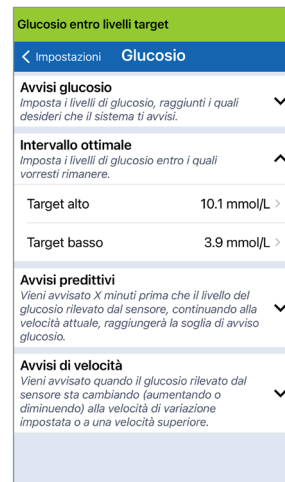 Glucosio entro livelli target
Impostazioni Glucosio
Avvisi glucosio
Imposta i livelli di glucosio, raggiunti i quali
desideri che il sistema ti avvisi.
Intervallo ottimale
Imposta i livelli di glucosio entro i quali
vorresti rimanere.
Target alto 10.1 mmol/L
Target basso 3.9 mmol/L
Avvisi predittivi
Vieni avvisato X minuti prima che il livello del
glucosio rilevato dal sensore, continuando alla
velocità attuale, raggiungerà la soglia di avviso
glucosio.
Avvisi di velocità
Vieni avvisato quando il glucosio rilevato dal
sensore sta cambiando (aumentando o
diminuendo) alla velocità di variazione
impostata o a una velocità superiore.